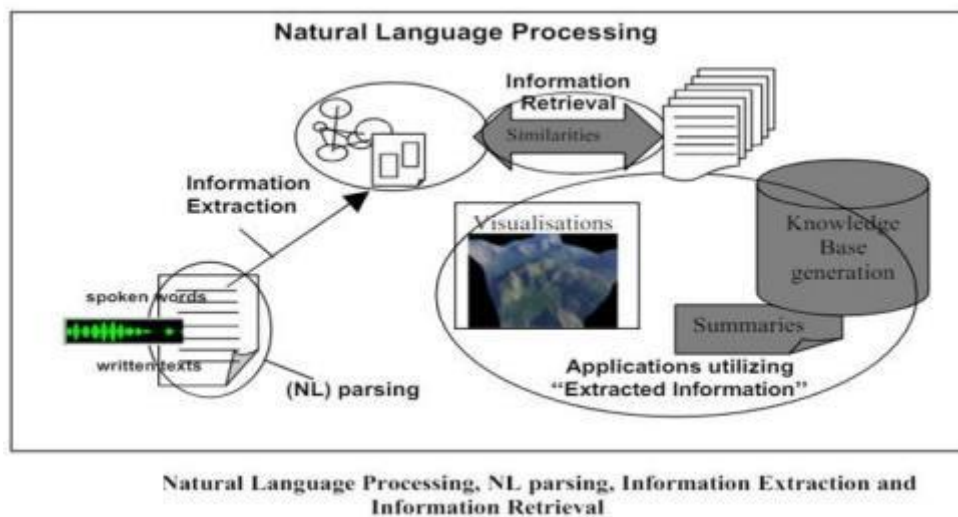 Natural Language Processing
Information
Retrieval
Similarities
Information
Extraction
Visualisations
Knowledge
Base
generation
spoken words
written texts
Summaries
(NL) parsing
Applications utilizing
“Extracted Information”
Natural Language Processing, NL parsing, Information Extraction and
Information Retrieval